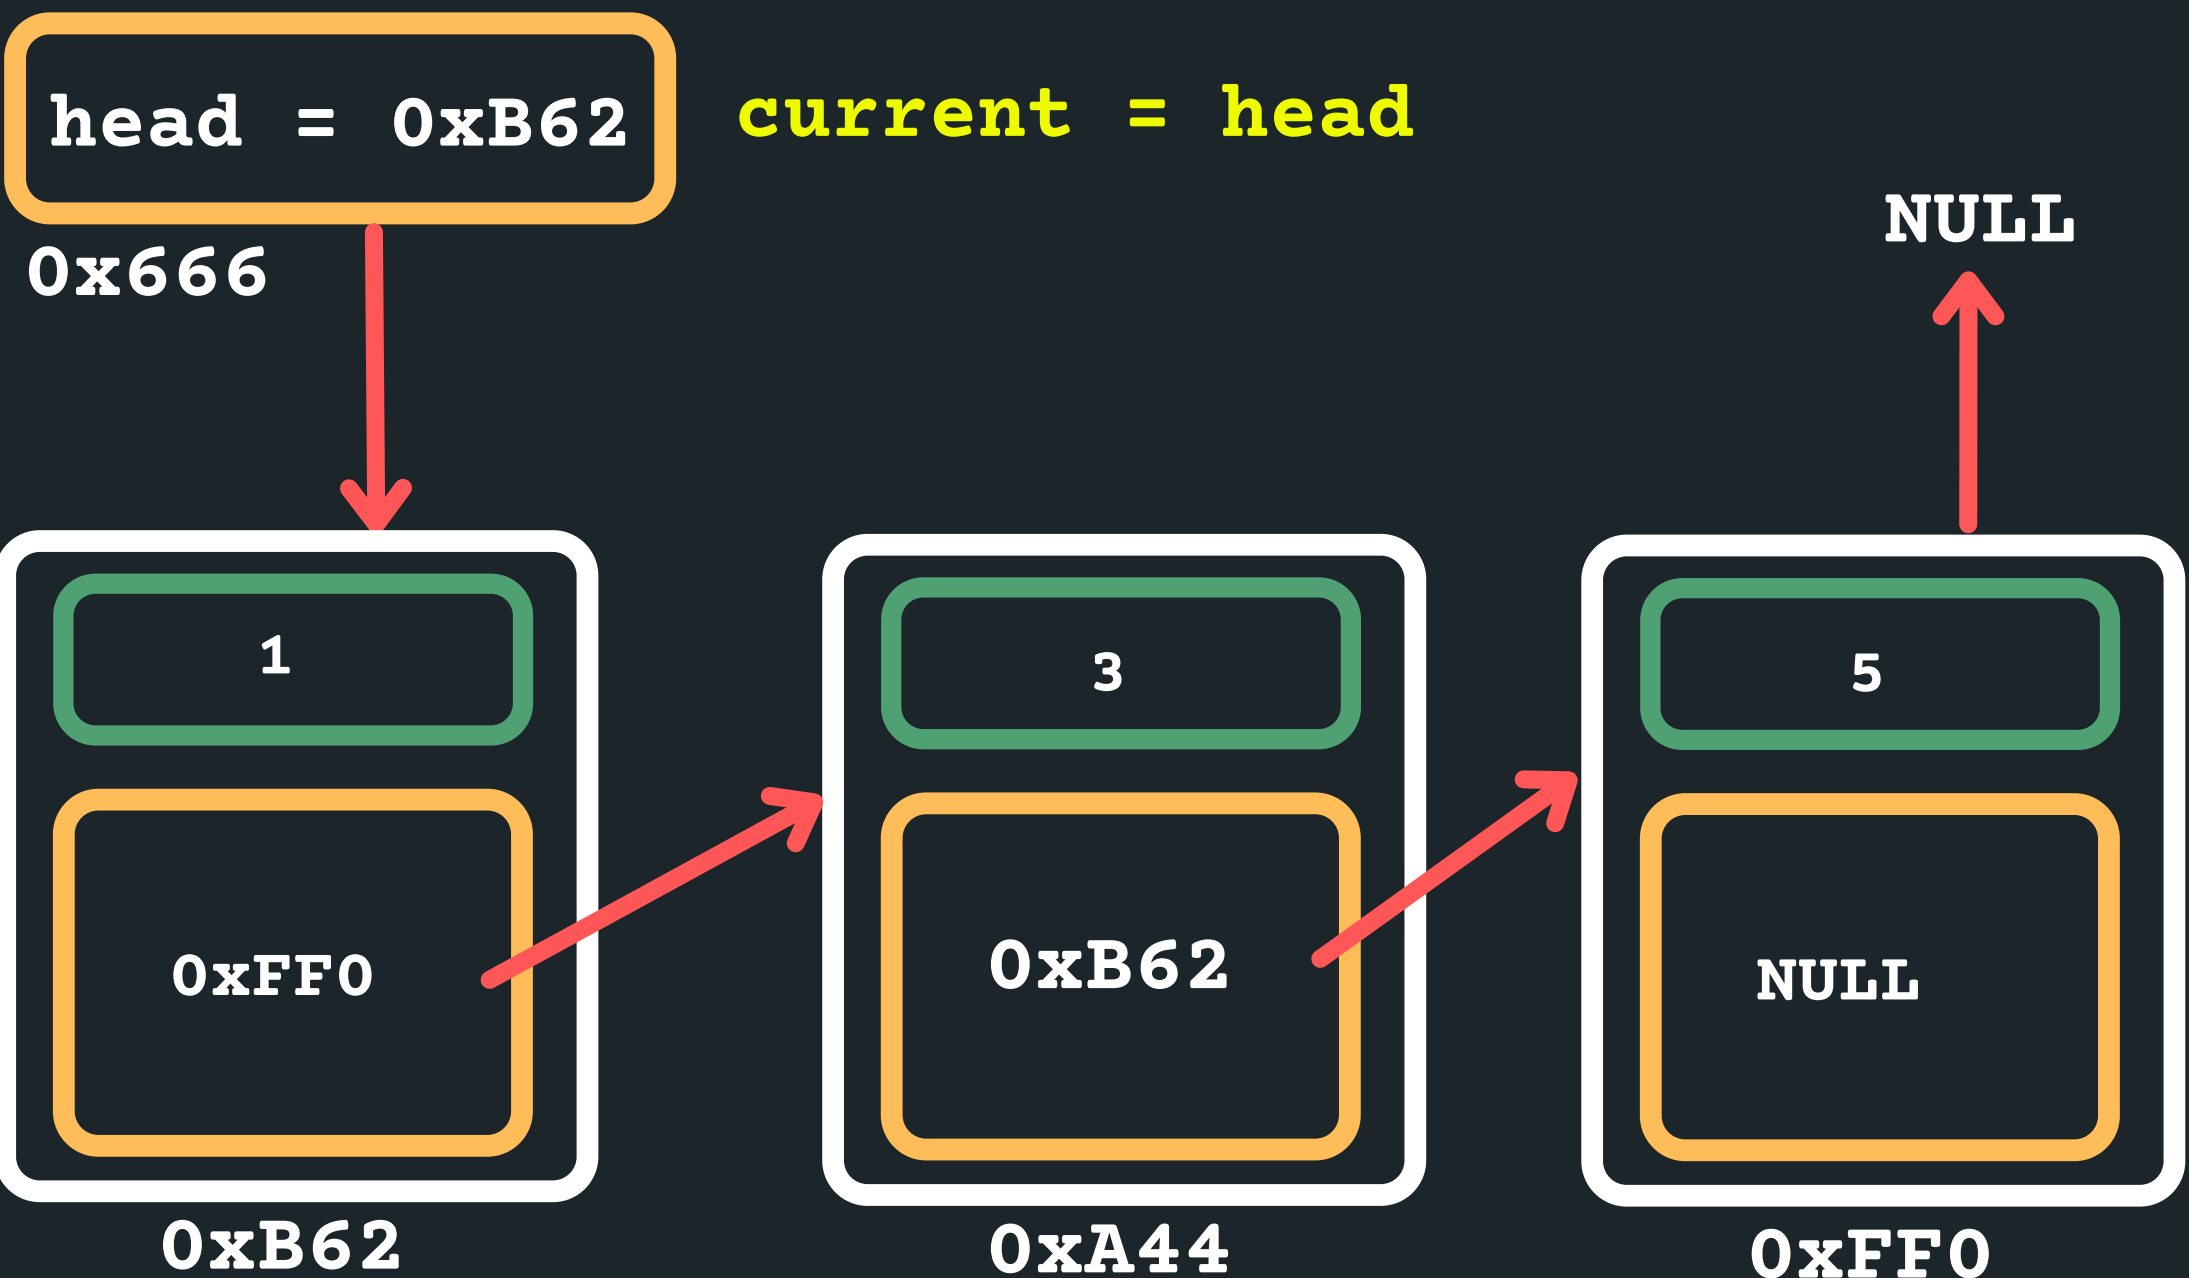 head = 0xB62
current = head
0x666
NULL
1
3
5
0xFF0
0xB62
NULL
0xB62
0xA44
0xFF0